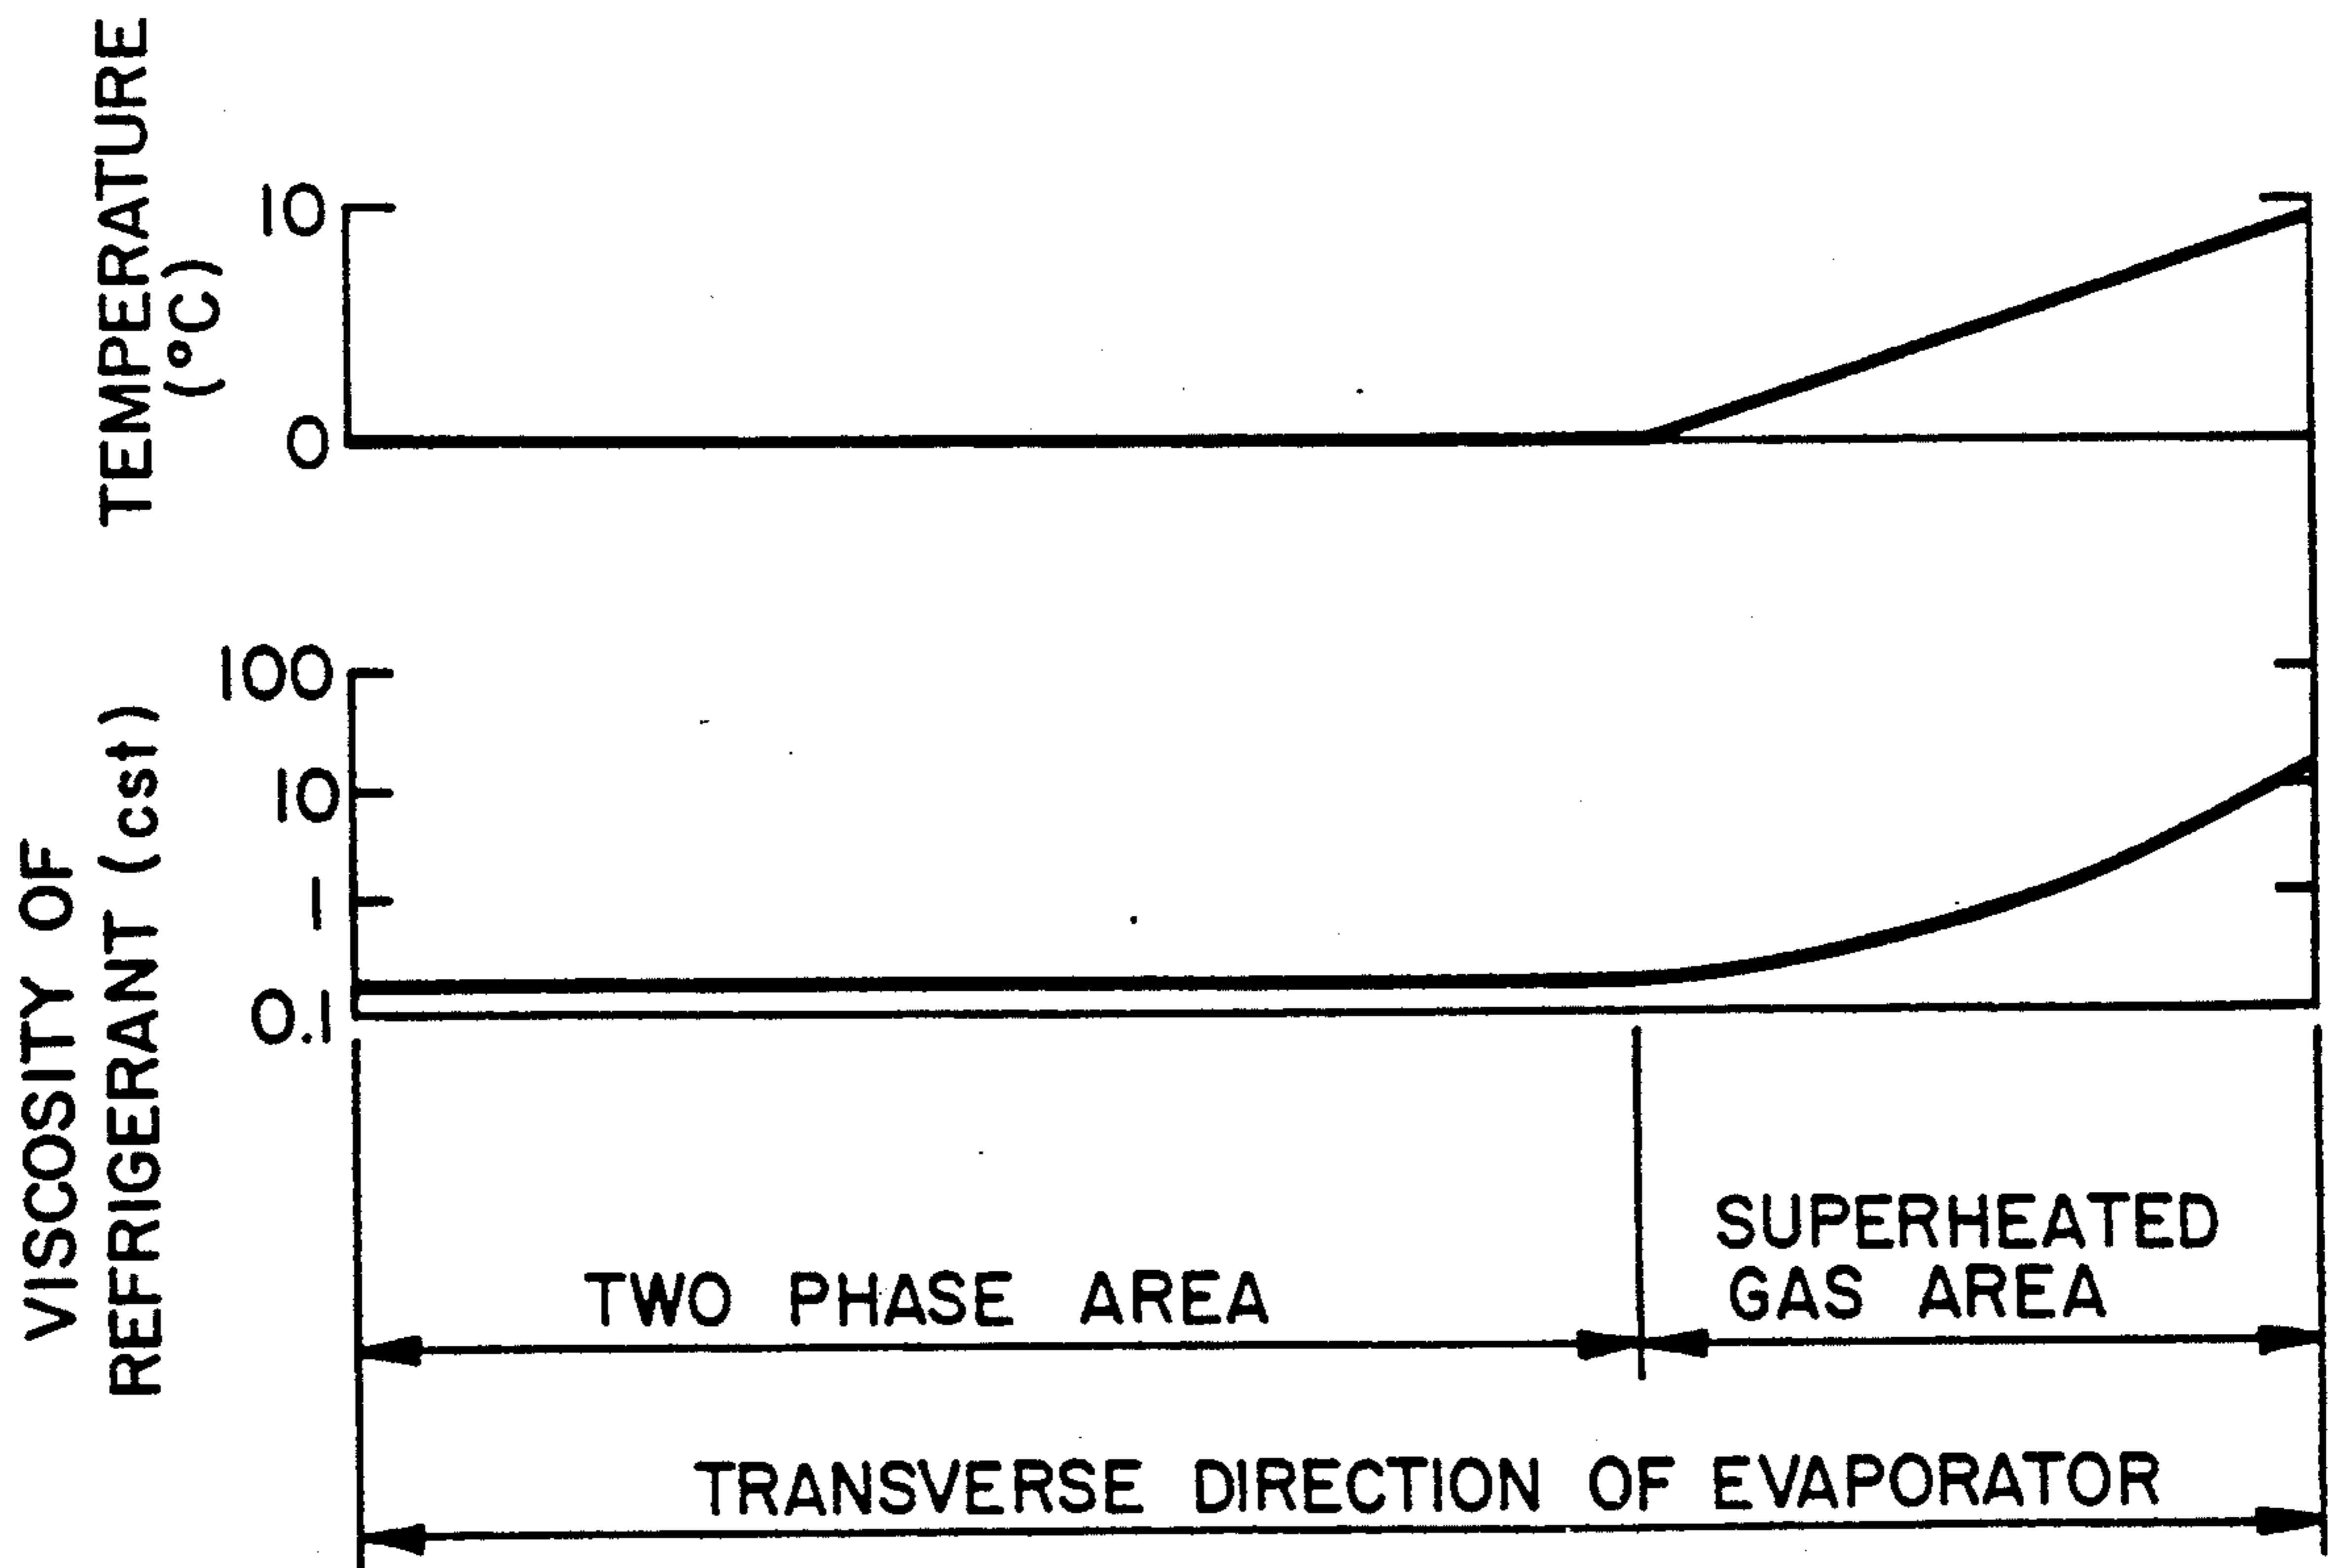 TEMPERATURE
(°C)
10
0
VISCOSITY OF
REFRIGERANT (cst)
100
10
1
0.1
TWO PHASE AREA
SUPERHEATED
GAS AREA
TRANSVERSE DIRECTION OF EVAPORATOR